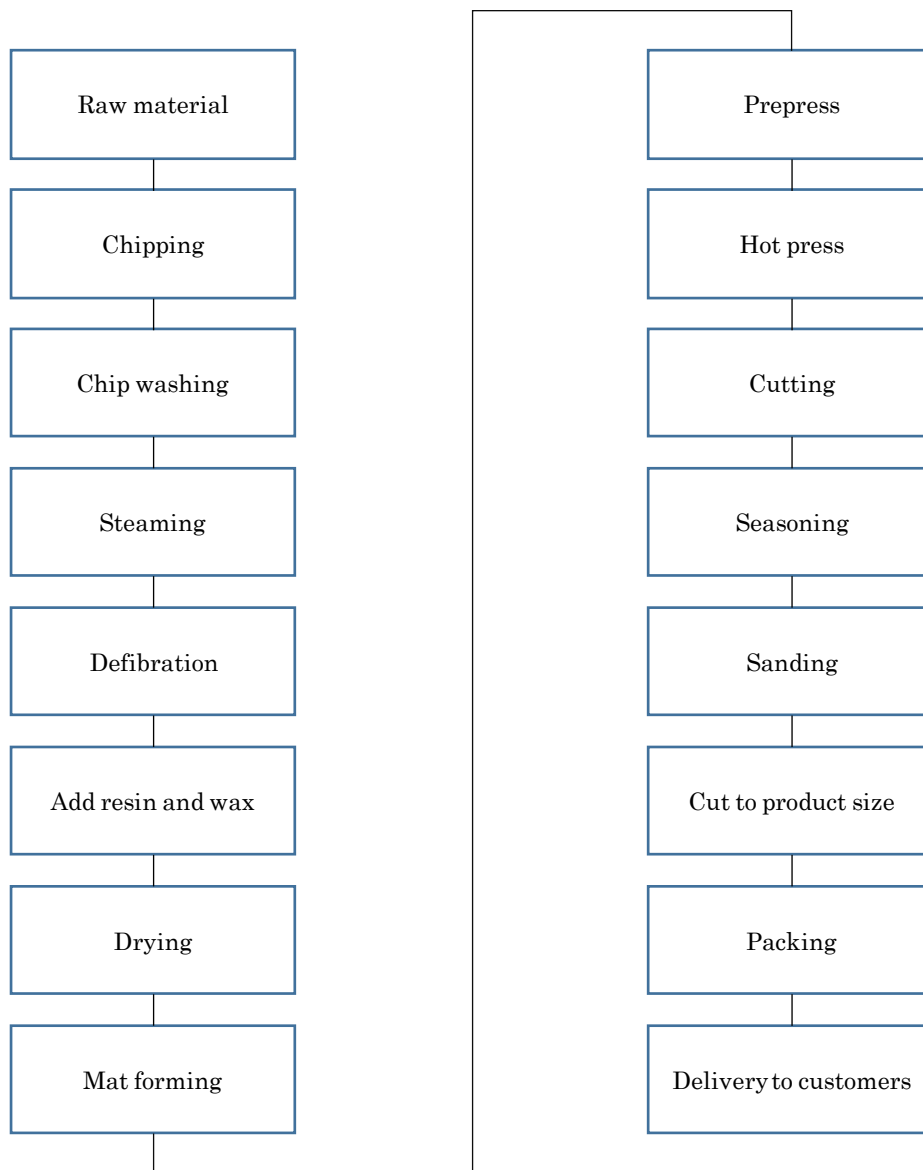 Raw material
Chipping
Chip washing
Steaming
Defibration
Add resin and wax
Drying
Mat forming
Prepress
Hot press
Cutting
Seasoning
Sanding
Cut to product size
Packing
Delivery to customers